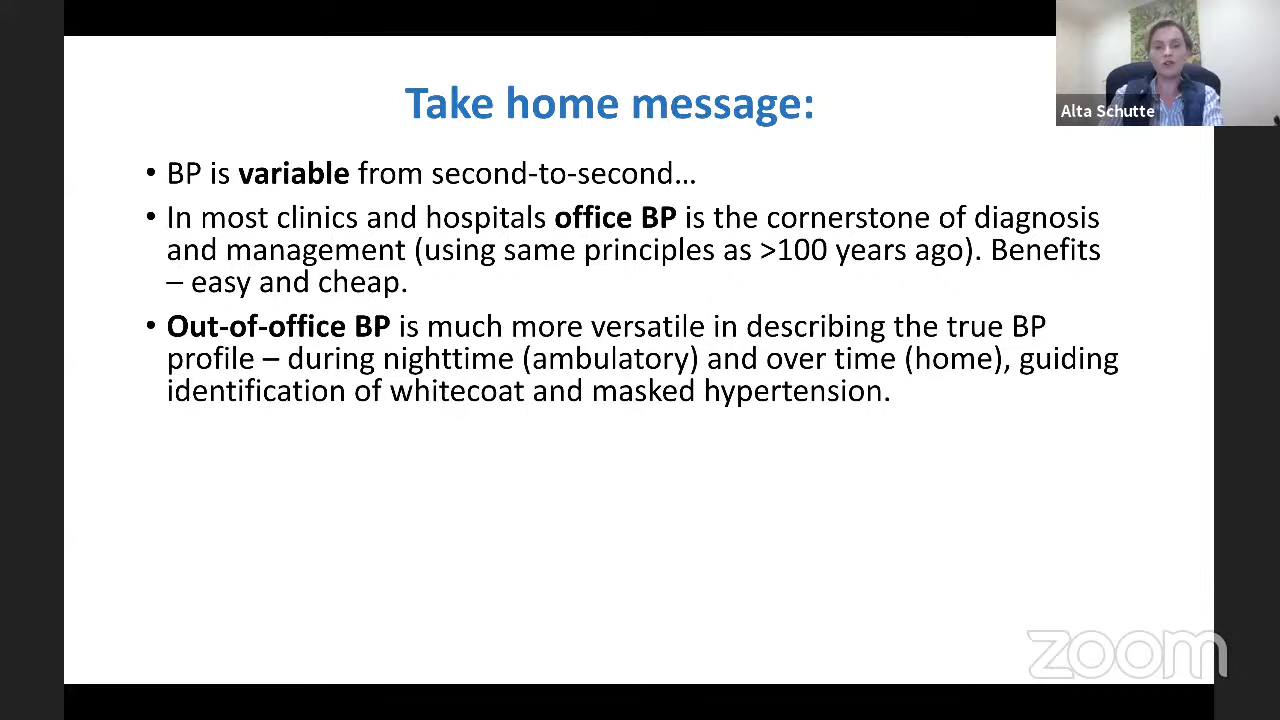 Take home message:
Alta Schutte
• BP is variable from second-to-second...
• In most clinics and hospitals office BP is the cornerstone of diagnosis
and management (using same principles as >100 years ago). Benefits
– easy and cheap.
• Out-of-office BP is much more versatile in describing the true BP
profile – during nighttime (ambulatory) and over time (home), guiding
identification of whitecoat and masked hypertension.
zoom